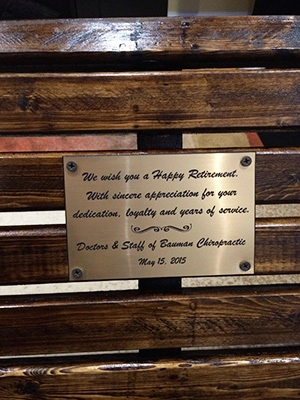 We wish you a Happy Retirement.
With sincere appreciation for your
dedication, loyalty and years of service.
Doctors & Staff of Bauman Chiropractic
May 15, 2015